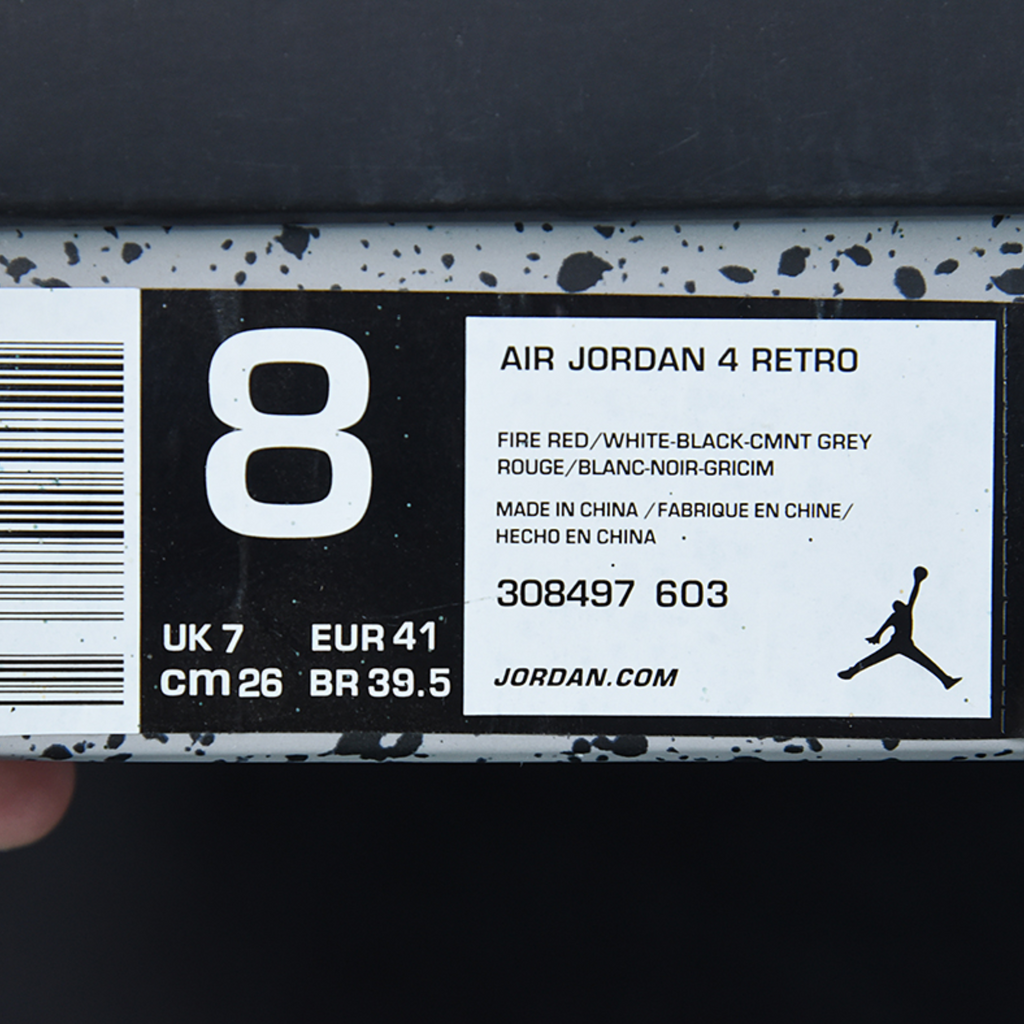 8
UK 7 EUR 41
cm 26 BR 39.5
AIR JORDAN 4 RETRO
FIRE RED/WHITE-BLACK-CMNT GREY
ROUGE/BLANC-NOIR-GRICIM
MADE IN CHINA /FABRIQUE EN CHINE/
HECHO EN CHINA
308497 603
JORDAN.COM